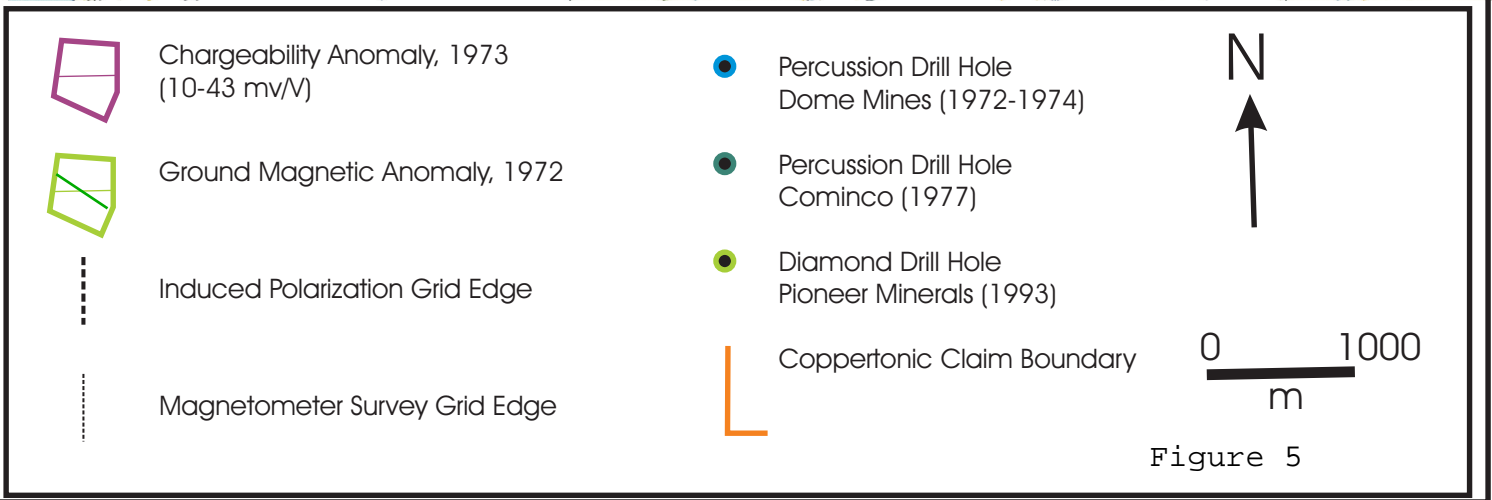 Chargeability Anomaly, 1973
(10-43 mv/V)
Ground Magnetic Anomaly, 1972
Induced Polarization Grid Edge
Magnetometer Survey Grid Edge
Percussion Drill Hole
Dome Mines (1972-1974)
Percussion Drill Hole
Cominco (1977)
Diamond Drill Hole
Pioneer Minerals (1993)
Coppertonic Claim Boundary
N
0 1000
m
Figure 5